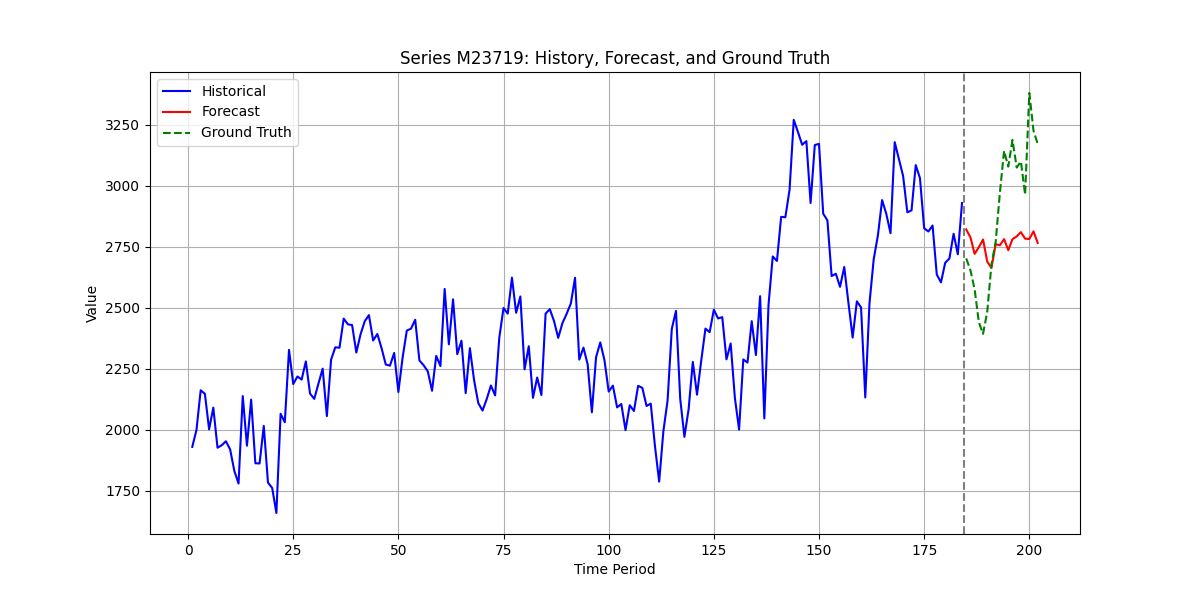 Series M23719: History, Forecast, and Ground Truth
Historical
Forecast
Ground Truth
3250
3000
2750
2500
2250
2000
1750
Value
0 25 50 75 100 125 150 175 200
Time Period